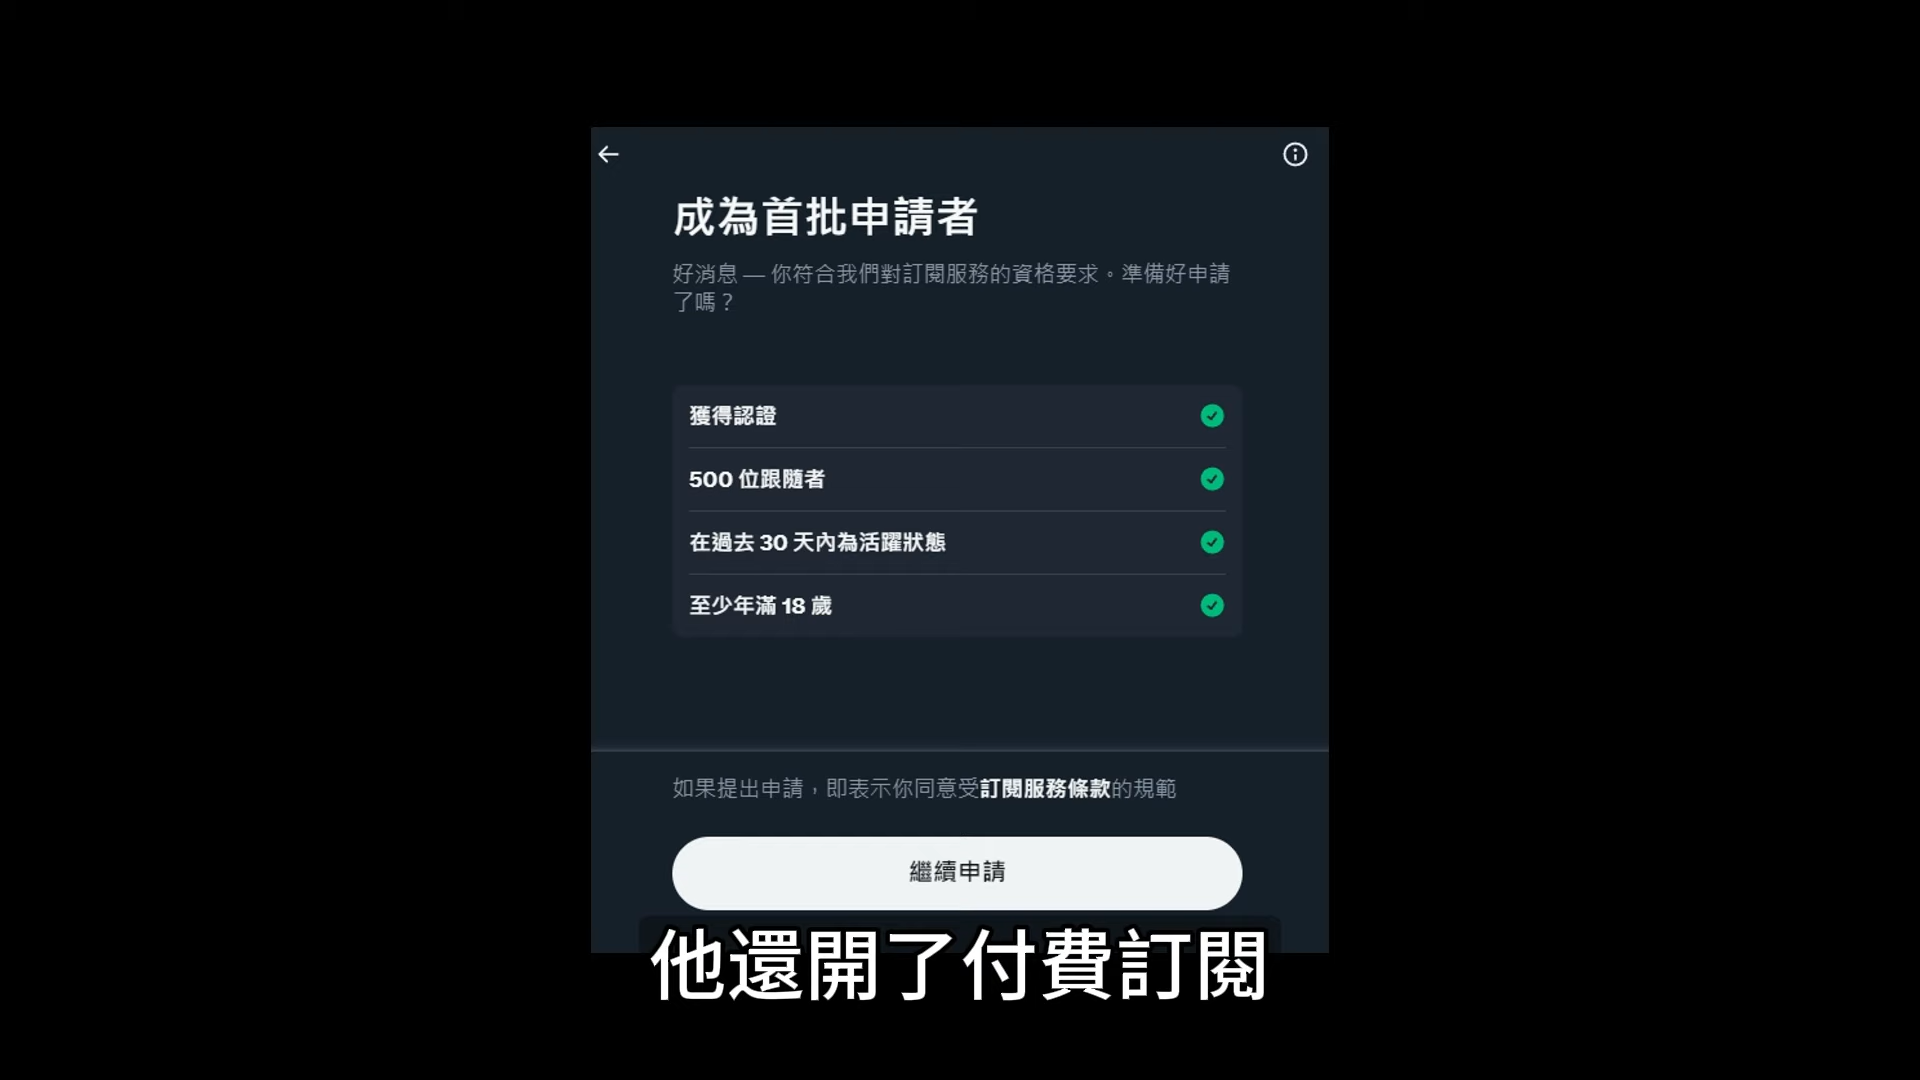 成為首批申請者
好消息 — 你符合我們對訂閱服務的資格要求。準備好申請
了嗎？
獲得認證
500 位跟隨者
在過去 30 天內為活躍狀態
至少年滿 18 歲
如果提出申請，即表示你同意受訂閱服務條款的規範
繼續申請
他還開了付費訂閱